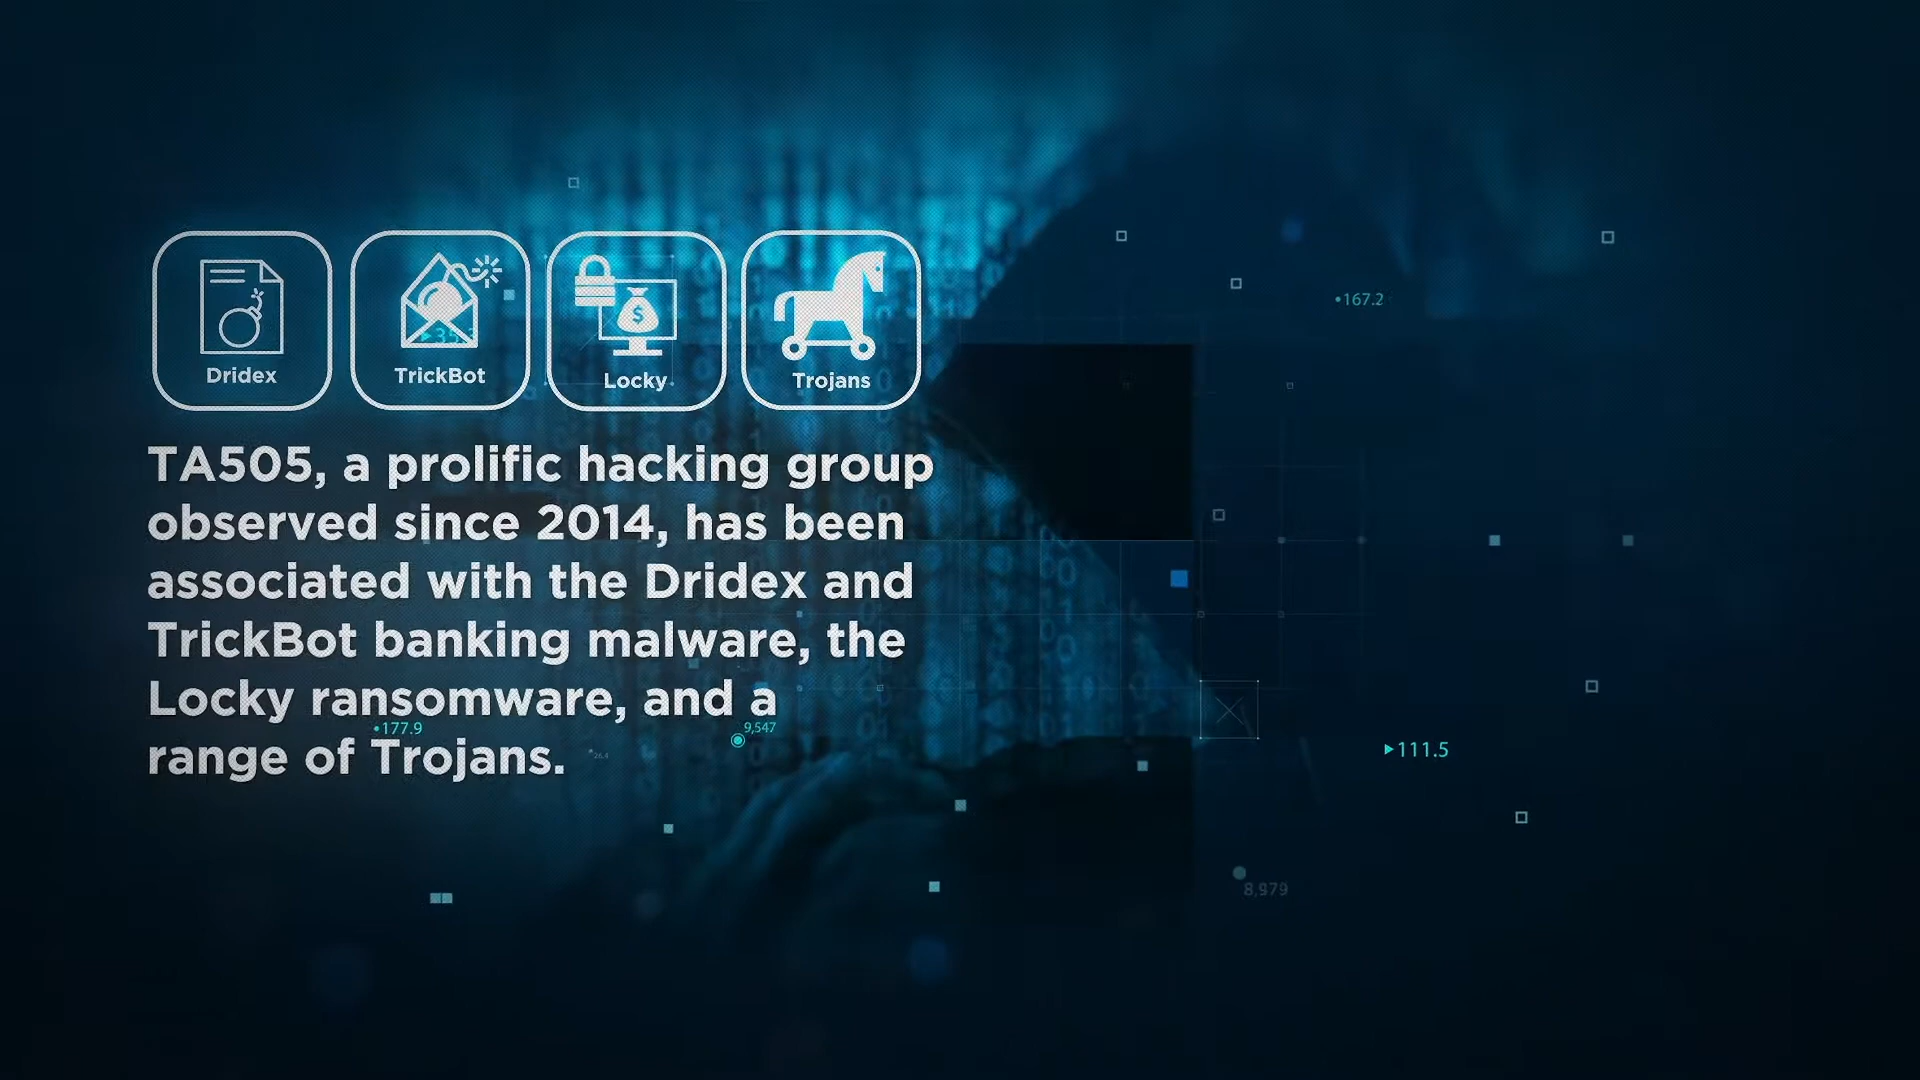 Dridex
TrickBot
Locky
Trojans
TA505, a prolific hacking group
observed since 2014, has been
associated with the Dridex and
TrickBot banking malware, the
Locky ransomware, and a
range of Trojans.
167.2
177.9
9,547
111.5
8,979